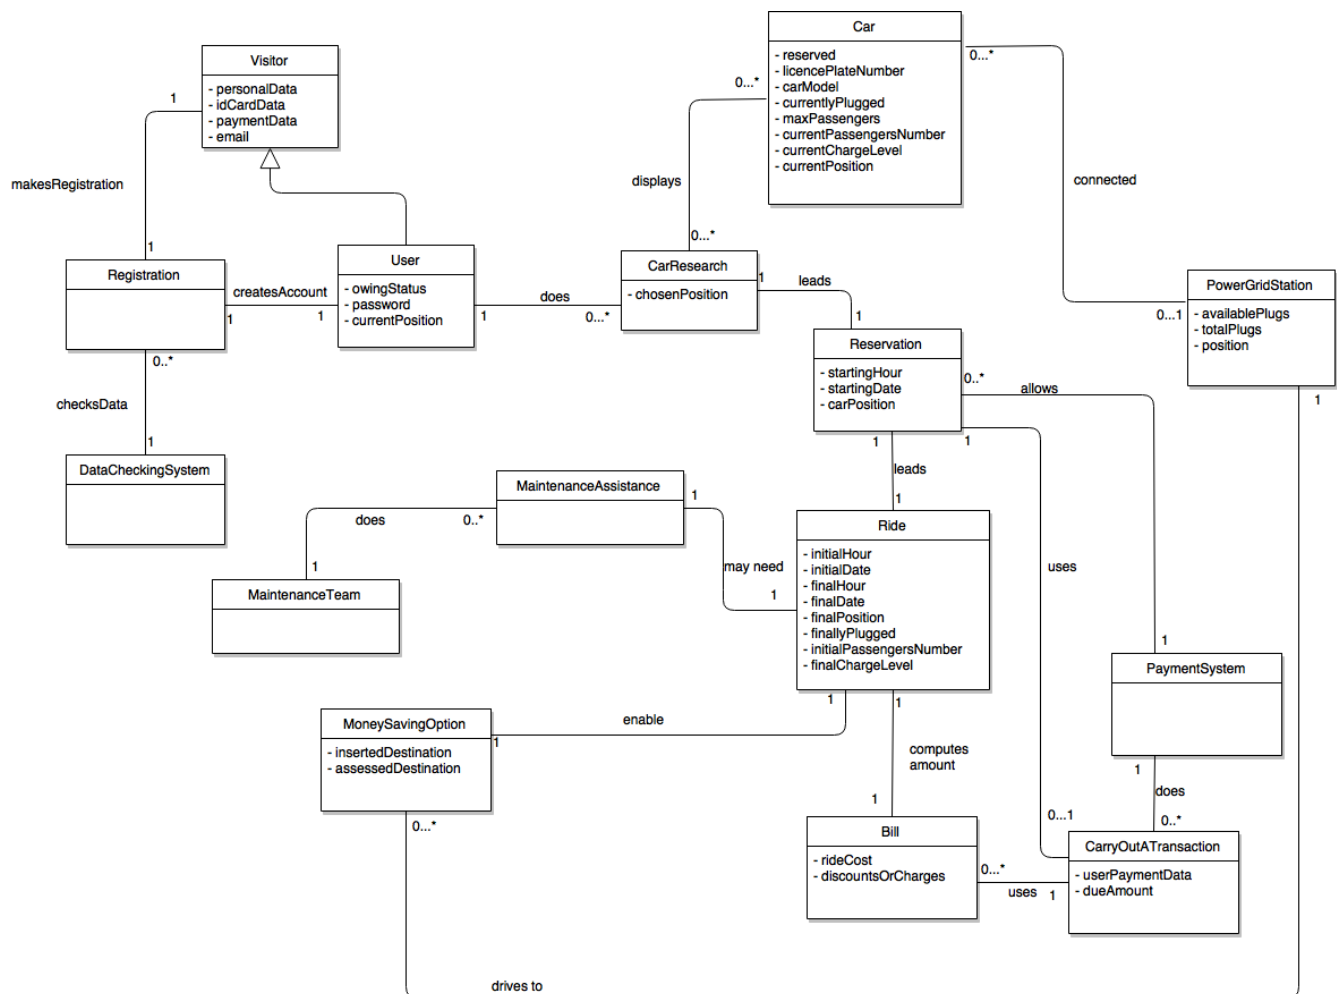 Car
- reserved
- licencePlateNumber
- carModel
- currentlyPlugged
- maxPassengers
- currentPassengersNumber
- currentChargeLevel
- currentPosition
0...*
0...*
Visitor
- personalData
- idCardData
- paymentData
- email
1
makesRegistration
1
displays
0...*
connected
Registration
createsAccount
1
1
User
- owingStatus
- password
- currentPosition
does
1
0...*
CarResearch
- chosenPosition
1
leads
1
PowerGridStation
- availablePlugs
- totalPlugs
- position
0...1
1
0..*
checksData
1
DataCheckingSystem
Reservation
- startingHour
- startingDate
- carPosition
0..*
allows
1
1
leads
1
MaintenanceAssistance
1
does
0..*
1
MaintenanceTeam
may need
1
Ride
- initialHour
- initialDate
- finalHour
- finalDate
- finalPosition
- finallyPlugged
- initialPassengersNumber
- finalChargeLevel
uses
1
PaymentSystem
1
does
0..*
1
1
enable
1
MoneySavingOption
- insertedDestination
- assessedDestination
0...*
computes
amount
1
Bill
- rideCost
- discountsOrCharges
0...*
uses
1
0...1
CarryOutATransaction
- userPaymentData
- dueAmount
drives to